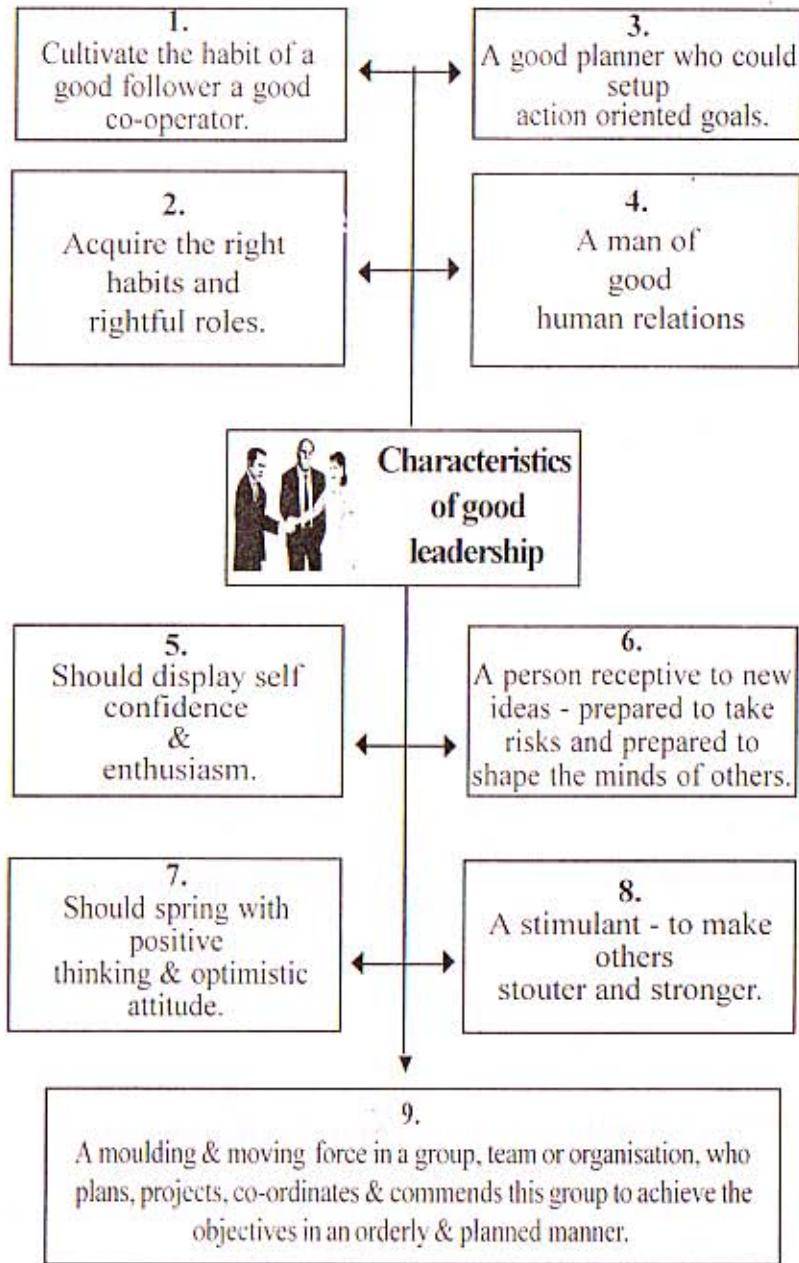 1.
Cultivate the habit of a
good follower a good
co-operator.
3.
A good planner who could
setup
action oriented goals.
2.
Acquire the right
habits and
rightful roles.
4.
A man of
good
human relations
Characteristics
of good
leadership
5.
Should display self
confidence
&
enthusiasm.
6.
A person receptive to new
ideas - prepared to take
risks and prepared to
shape the minds of others.
7.
Should spring with
positive
thinking & optimistic
attitude.
8.
A stimulant - to make
others
stouter and stronger.
9.
A moulding & moving force in a group, team or organisation, who
plans, projects, co-ordinates & commends this group to achieve the
objectives in an orderly & planned manner.